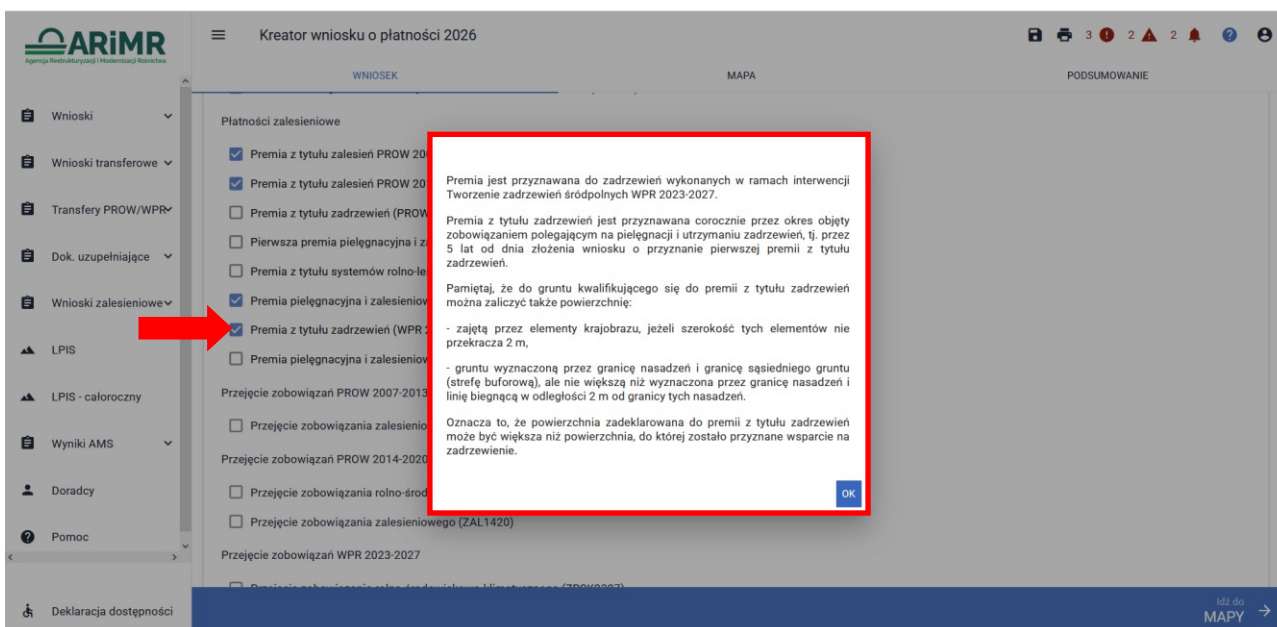 ARiMR
Agencja Restrukturyzacji i Modernizacji Rolnictwa
Kreator wniosku o płatności 2026
3 2 2
WNIOSEK MAPA PODSUMOWANIE
Wnioski
Wnioski transferowe
Transfery PROW/WPR
Dok. uzupełniające
Wnioski zalesieniowe
LPIS
LPIS - całoroczny
Wyniki AMS
Doradcy
Pomoc
Deklaracja dostępności
Płatności zalesieniowe
Premia z tytułu zalesień PROW 20
Premia z tytułu zalesień PROW 20
Premia z tytułu zadrzewień (PROW
Pierwsza premia pielęgnacyjna i za
Premia z tytułu systemów rolno-le
Premia pielęgnacyjna i zalesieniow
Premia z tytułu zadrzewień (WPR 2
Premia pielęgnacyjna i zalesieniow
Przejęcie zobowiązań PROW 2007-2013
Przejęcie zobowiązania zalesienio
Przejęcie zobowiązań PROW 2014-2020
Przejęcie zobowiązania rolno-środ
Przejęcie zobowiązania zalesieniowego (ZAL1420)
Przejęcie zobowiązań WPR 2023-2027
Premia jest przyznawana do zadrzewień wykonanych w ramach interwencji
Tworzenie zadrzewień śródpolnych WPR 2023-2027.
Premia z tytułu zadrzewień jest przyznawana corocznie przez okres objęty
zobowiązaniem polegającym na pielęgnacji i utrzymaniu zadrzewień, tj. przez
5 lat od dnia złożenia wniosku o przyznanie pierwszej premii z tytułu
zadrzewień.
Pamiętaj, że do gruntu kwalifikującego się do premii z tytułu zadrzewień
można zaliczyć także powierzchnię:
- zajętą przez elementy krajobrazu, jeżeli szerokość tych elementów nie
przekracza 2 m,
- gruntu wyznaczoną przez granicę nasadzeń i granicę sąsiedniego gruntu
(strefę buforową), ale nie większą niż wyznaczona przez granicę nasadzeń i
linię biegnącą w odległości 2 m od granicy tych nasadzeń.
Oznacza to, że powierzchnia zadeklarowana do premii z tytułu zadrzewień
może być większa niż powierzchnia, do której zostało przyznane wsparcie na
zadrzewienie.
OK
Idź do
MAPY